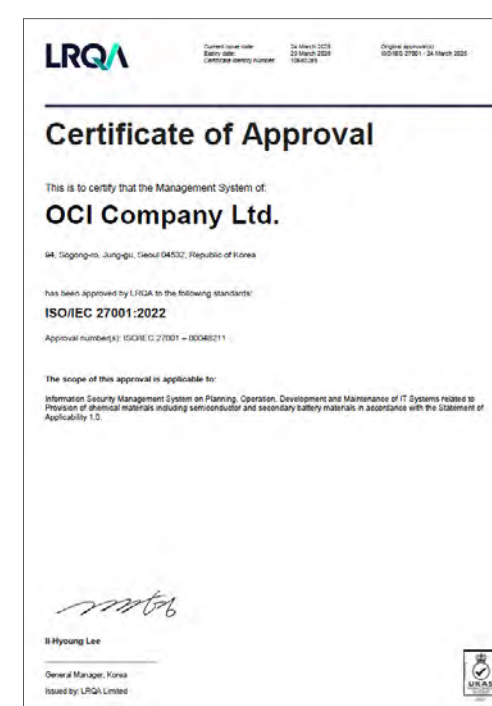 LRQA
Current issue date: 24 March 2025 Original approval(s):
Expiry date: 23 March 2028 ISO/IEC 27001 - 24 March 2025
Certificate identity number:
Certificate of Approval
This is to certify that the Management System of:
OCI Company Ltd.
94, Sogong-ro, Jung-gu, Seoul 04532, Republic of Korea
has been approved by LRQA to the following standards:
ISO/IEC 27001:2022
Approval number(s): ISO/IEC 27001 – 00048211
The scope of this approval is applicable to:
Information Security Management System on Planning, Operation, Development and Maintenance of IT Systems related to
Provision of chemical materials including semiconductor and secondary battery materials in accordance with the Statement of
Applicability 1.0.
Il-Hyoung Lee
General Manager, Korea
Issued by: LRQA Limited
UKAS